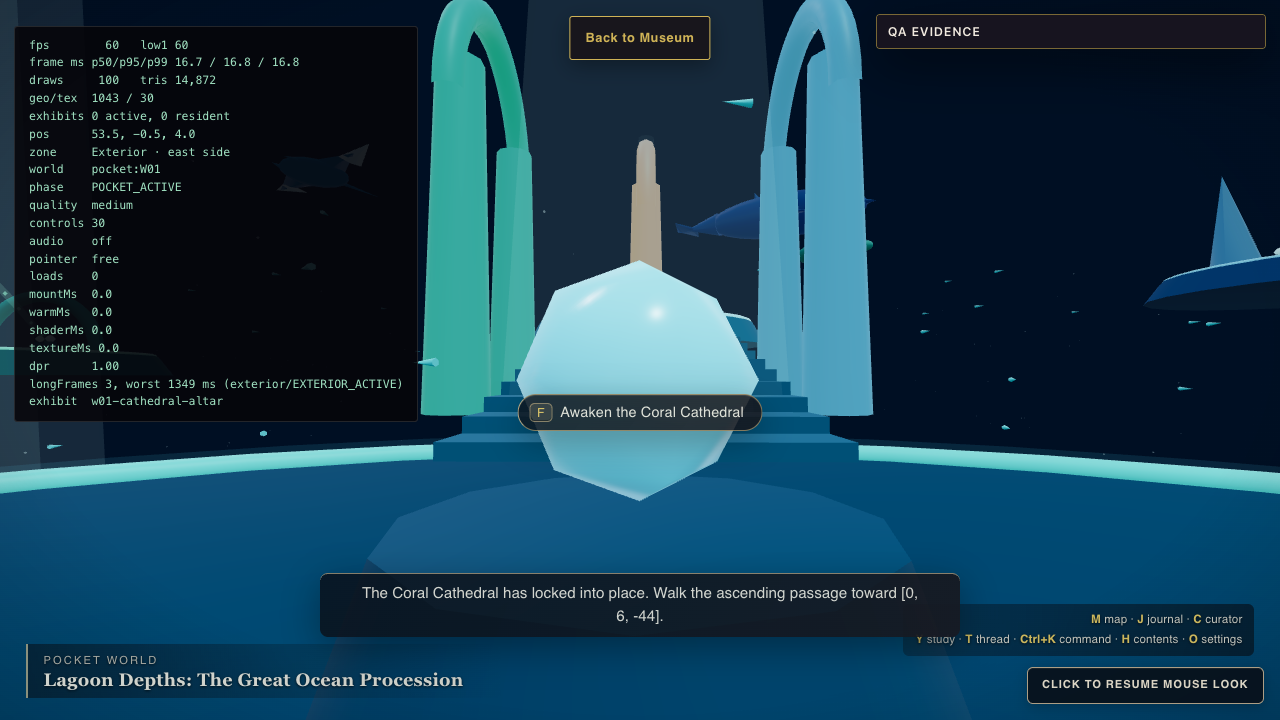 fps 60 low1 60
frame ms p50/p95/p99 16.7 / 16.8 / 16.8
draws 100 tris 14,872
geo/tex 1043 / 30
exhibits 0 active, 0 resident
pos 53.5, −0.5, 4.0
zone Exterior · east side
world pocket:W01
phase POCKET_ACTIVE
quality medium
controls 30
audio off
pointer free
loads 0
mountMs 0.0
warmMs 0.0
shaderMs 0.0
textureMs 0.0
dpr 1.00
longFrames 3, worst 1349 ms (exterior/EXTERIOR_ACTIVE)
exhibit w01−cathedral−altar
Back to Museum
QA EVIDENCE
F Awaken the Coral Cathedral
The Coral Cathedral has locked into place. Walk the ascending passage toward [0,
6, -44].
M map · J journal · C curator
Y study · T thread · Ctrl+K command · H contents · O settings
POCKET WORLD
Lagoon Depths: The Great Ocean Procession
CLICK TO RESUME MOUSE LOOK